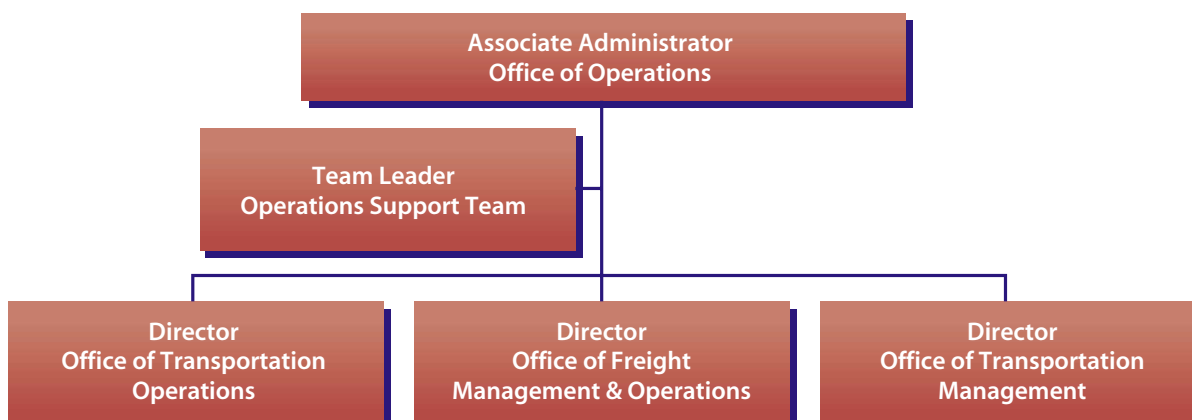 Associate Administrator
Office of Operations
Team Leader
Operations Support Team
Director
Office of Transportation
Operations
Director
Office of Freight
Management & Operations
Director
Office of Transportation
Management